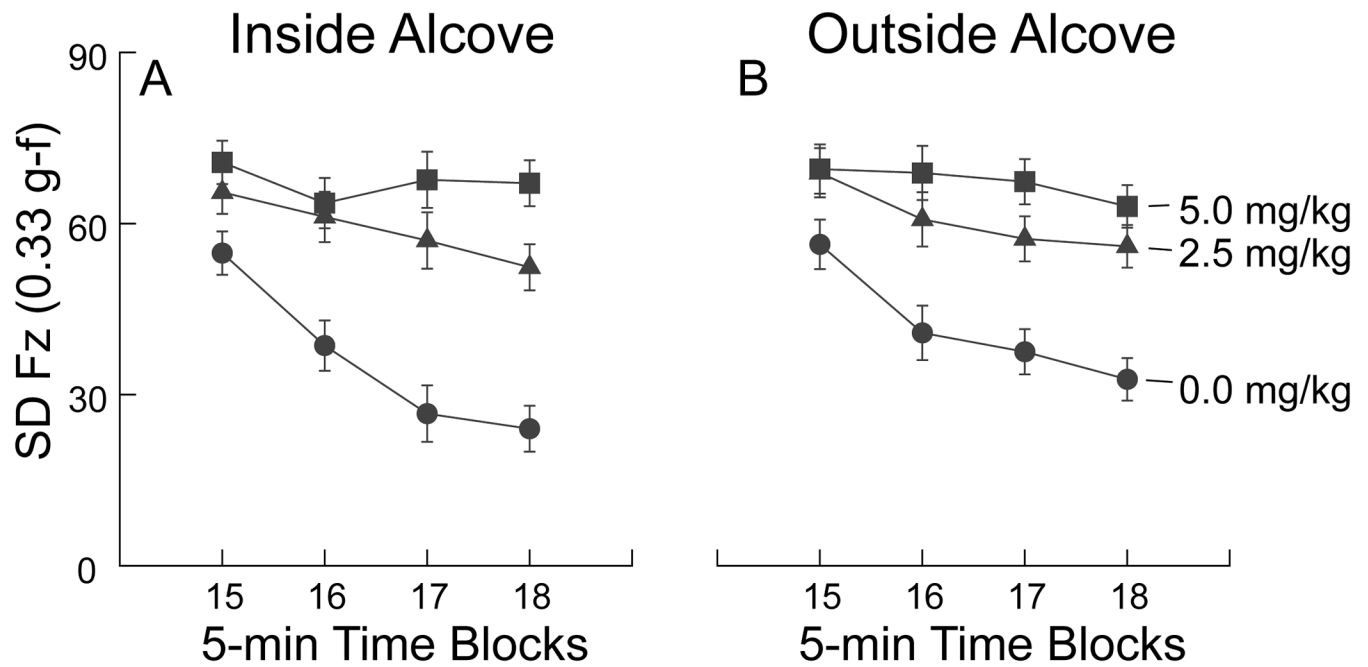 Inside Alcove
Outside Alcove
A
B
SD Fz (0.33 g-f)
90
60
30
0
5.0 mg/kg
2.5 mg/kg
0.0 mg/kg
15 16 17 18
15 16 17 18
5-min Time Blocks
5-min Time Blocks